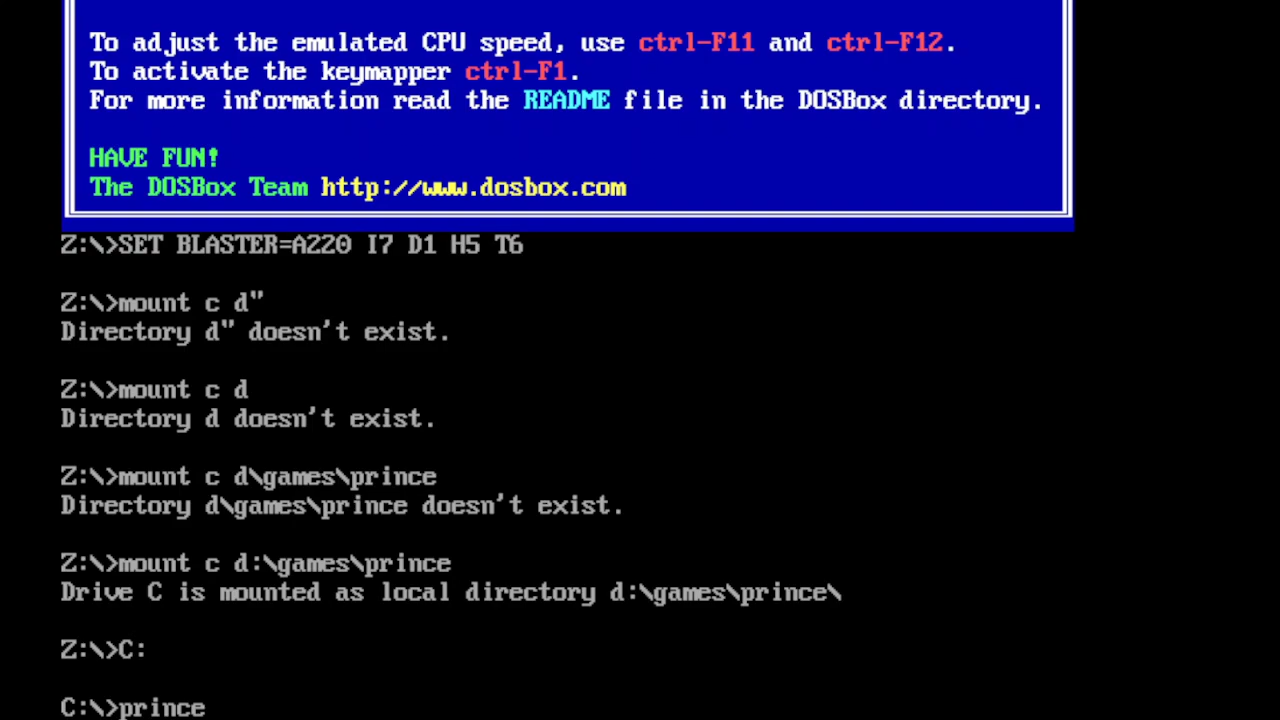 To adjust the emulated CPU speed, use ctrl-F11 and ctrl-F12.
To activate the keymapper ctrl-F1.
For more information read the README file in the DOSBox directory.
HAVE FUN!
The DOSBox Team http://www.dosbox.com
Z:\>SET BLASTER=A220 I7 D1 H5 T6
Z:\>mount c d"
Directory d" doesn't exist.
Z:\>mount c d
Directory d doesn't exist.
Z:\>mount c d\games\prince
Directory d\games\prince doesn't exist.
Z:\>mount c d:\games\prince
Drive C is mounted as local directory d:\games\prince\
Z:\>C:
C:\>prince